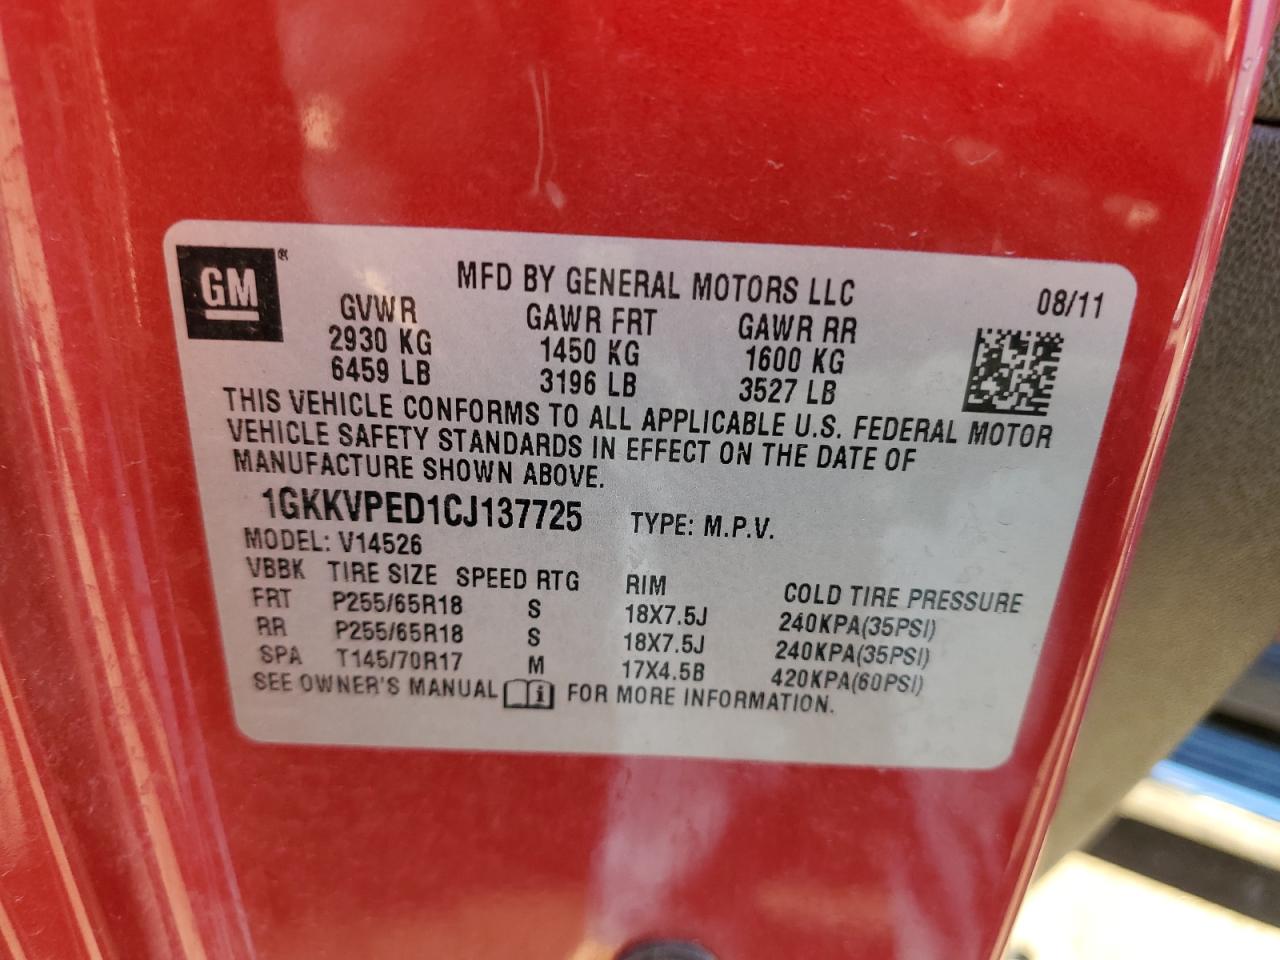 GM®
MFD BY GENERAL MOTORS LLC
08/11
GVWR GAWR FRT GAWR RR
2930 KG 1450 KG 1600 KG
6459 LB 3196 LB 3527 LB
THIS VEHICLE CONFORMS TO ALL APPLICABLE U.S. FEDERAL MOTOR
VEHICLE SAFETY STANDARDS IN EFFECT ON THE DATE OF
MANUFACTURE SHOWN ABOVE.
1GKKVPED1CJ137725 TYPE: M.P.V.
MODEL: V14526
VBBK TIRE SIZE SPEED RTG RIM COLD TIRE PRESSURE
FRT P255/65R18 S 18X7.5J 240KPA(35PSI)
RR P255/65R18 S 18X7.5J 240KPA(35PSI)
SPA T145/70R17 M 17X4.5B 420KPA(60PSI)
SEE OWNER'S MANUAL i FOR MORE INFORMATION.